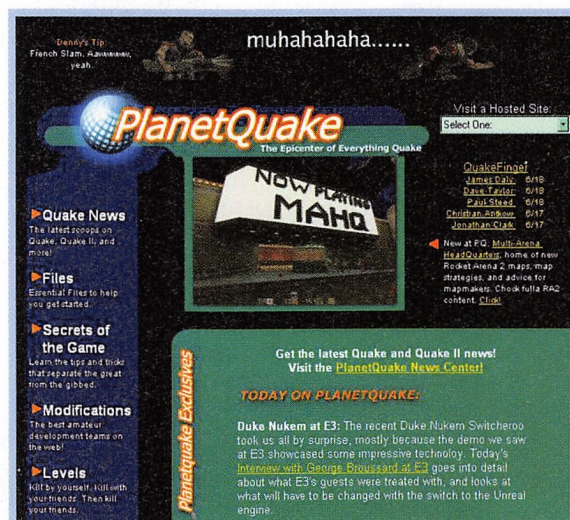 Denny's Tip:
French Slam. Aawwwww,
yeah.
muhahahaha......
PlanetQuake
The Epicenter of Everything Quake
Visit a Hosted Site:
Select One:
NOW PLAYING
MAHQ
QuakeFinger
James Daly: 6/18
Dave Taylor: 6/18
Paul Steed: 6/18
Christian Antkow: 6/17
Jonathan Clark: 6/17
New at PQ: Multi-Arena
HeadQuarters, home of new
Rocket Arena 2 maps, map
strategies, and advice for
mapmakers. Chock fulla RA2
content. Click!
Quake News
The latest scoops on
Quake, Quake II, and
more!
Files
Essential Files to help
you get started.
Secrets of
the Game
Learn the tips and tricks
that separate the great
from the gibbed.
Modifications
The best amateur
development teams on
the web!
Levels
Kill by yourself. Kill with
your friends. Then kill
your friends.
Planetquake Exclusives
Get the latest Quake and Quake II news!
Visit the PlanetQuake News Center!
TODAY ON PLANETQUAKE:
Duke Nukem at E3: The recent Duke Nukem Switcheroo
took us all by surprise, mostly because the demo we saw
at E3 showcased some impressive technoloy. Today's
Interview with George Broussard at E3 goes into detail
about what E3's guests were treated with, and looks at
what will have to be changed with the switch to the Unreal
engine.